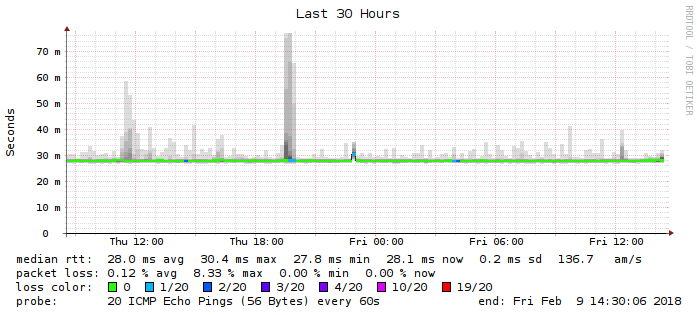 Last 30 Hours
RRDTOOL / TOBI OETIKER
Seconds
70 m
60 m
50 m
40 m
30 m
20 m
10 m
0
Thu 12:00 Thu 18:00 Fri 00:00 Fri 06:00 Fri 12:00
median rtt: 28.0 ms avg 30.4 ms max 27.8 ms min 28.1 ms now 0.2 ms sd 136.7 am/s
packet loss: 0.12 % avg 8.33 % max 0.00 % min 0.00 % now
loss color: 0 1/20 2/20 3/20 4/20 10/20 19/20
probe: 20 ICMP Echo Pings (56 Bytes) every 60s end: Fri Feb 9 14:30:06 2018